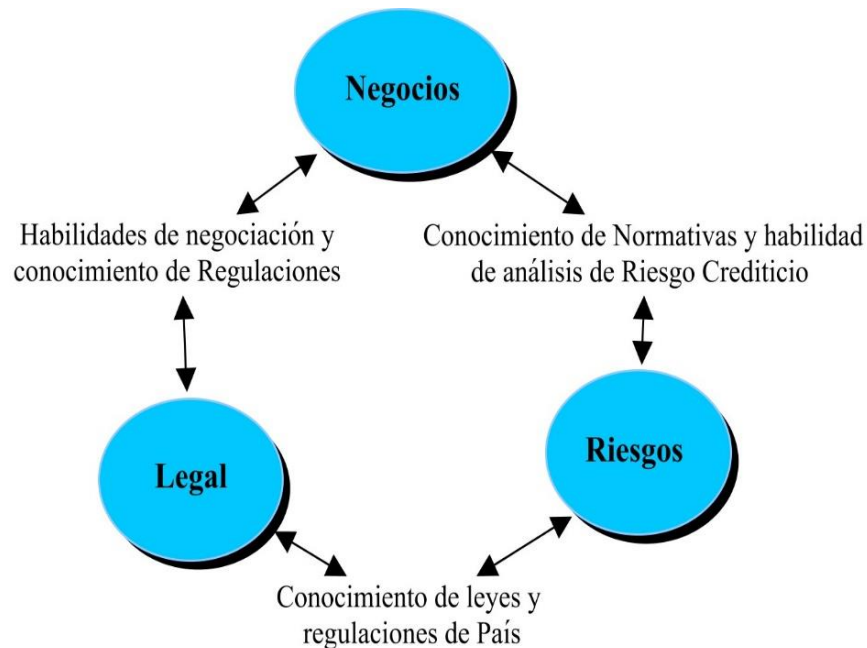 Negocios
Habilidades de negociación y
conocimiento de Regulaciones
Conocimiento de Normativas y habilidad
de análisis de Riesgo Crediticio
Legal
Riesgos
Conocimiento de leyes y
regulaciones de País